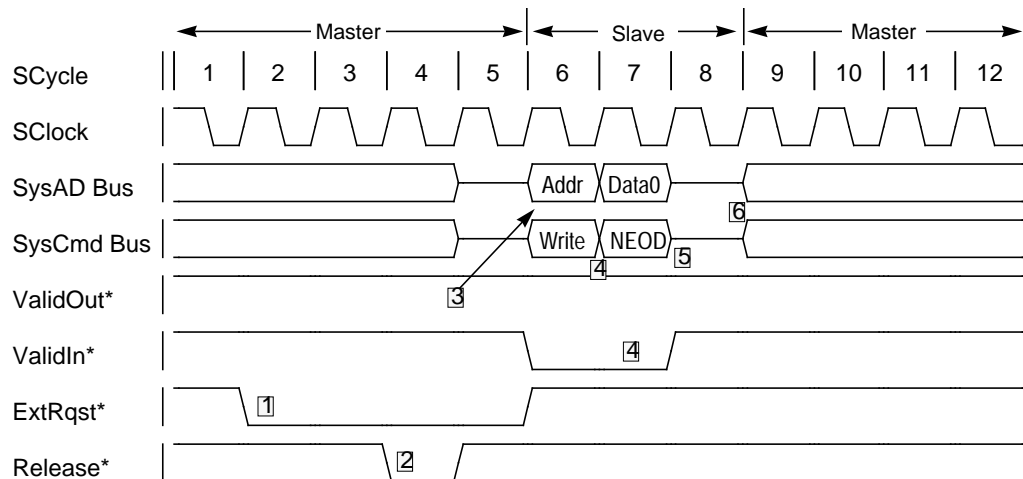 Master Slave Master
SCycle 1 2 3 4 5 6 7 8 9 10 11 12
SClock
SysAD Bus Addr Data0
6
SysCmd Bus Write NEOD
4 5
ValidOut* 3
ValidIn* 4
ExtRqst* 1
Release* 2